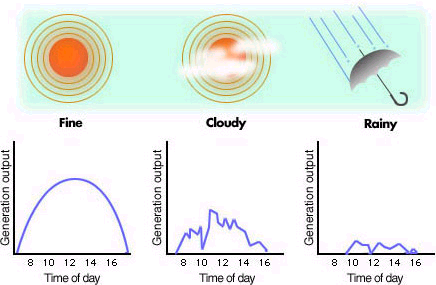 Fine Cloudy Rainy
Generation output Generation output Generation output
8 10 12 14 16 8 10 12 14 16 8 10 12 14 16
Time of day Time of day Time of day